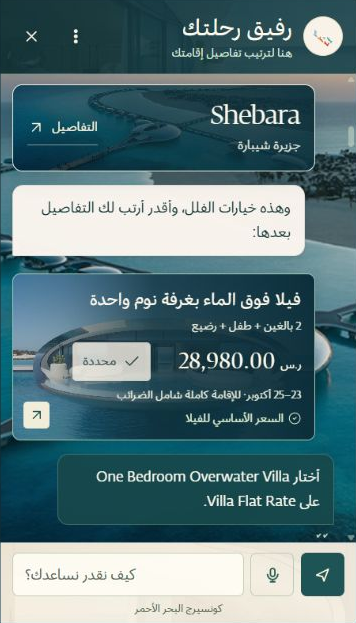 رفيق رحلتك
هنا لترتيب تفاصيل إقامتك
Shebara
جزيرة شيبارة
التفاصيل
وهذه خيارات الفلل، وأقدر أرتب لك التفاصيل
بعدها:
فيلا فوق الماء بغرفة نوم واحدة
2 بالغين + طفل + رضيع
ر.س 28,980.00
محددة
23–25 أكتوبر· للإقامة كاملة شامل الضرائب
السعر الأساسي للفيلا
أختار One Bedroom Overwater Villa
على Villa Flat Rate.
كيف نقدر نساعدك؟
كونسيرج البحر الأحمر